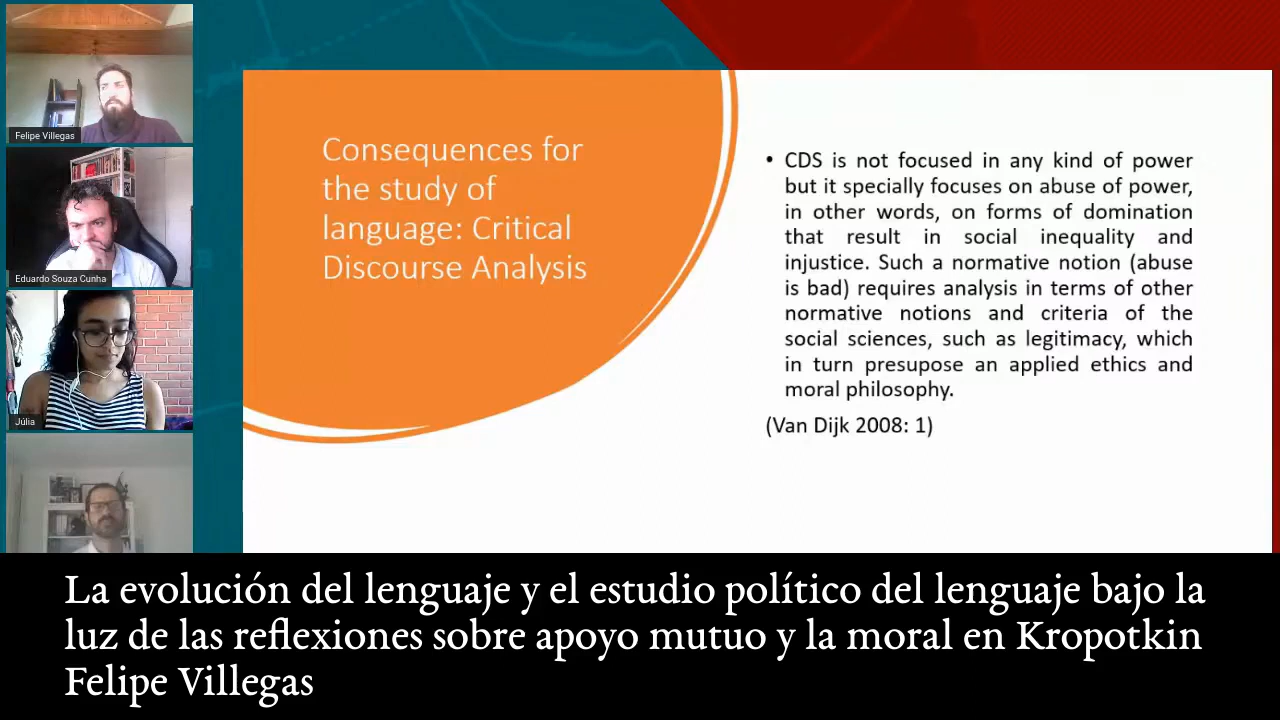 Felipe Villegas
Eduardo Souza Cunha
Júlia
Consequences for
the study of
language: Critical
Discourse Analysis
• CDS is not focused in any kind of power
but it specially focuses on abuse of power,
in other words, on forms of domination
that result in social inequality and
injustice. Such a normative notion (abuse
is bad) requires analysis in terms of other
normative notions and criteria of the
social sciences, such as legitimacy, which
in turn presupose an applied ethics and
moral philosophy.
(Van Dijk 2008: 1)
La evolución del lenguaje y el estudio político del lenguaje bajo la
luz de las reflexiones sobre apoyo mutuo y la moral en Kropotkin
Felipe Villegas